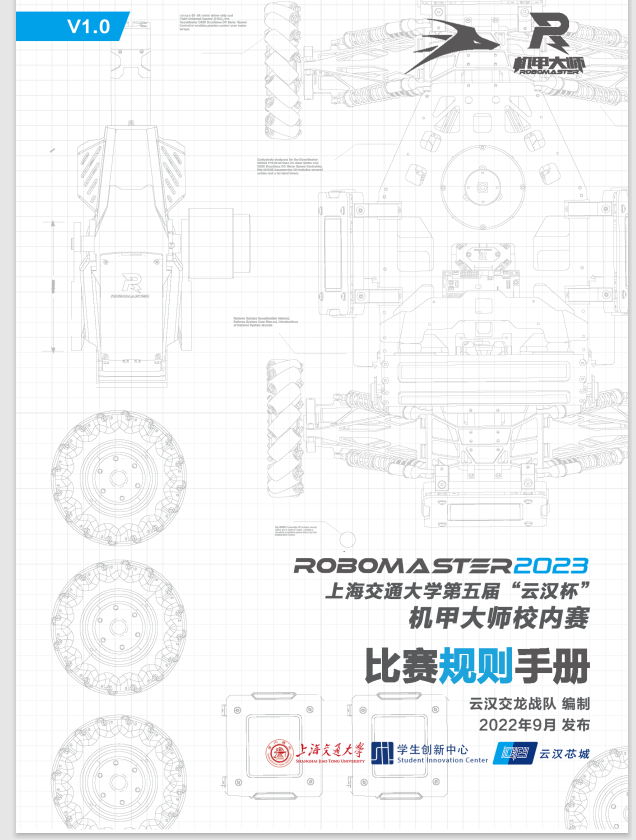 V1.0
机甲大师
ROBOMASTER
ROBOMASTER
ROBOMASTER 2023
上海交通大学第五届“云汉杯”
机甲大师校内赛
比赛规则手册
云汉交龙战队 编制
2022年9月 发布
上海交通大学
SHANGHAI JIAO TONG UNIVERSITY
学生创新中心
Student Innovation Center
云汉芯城